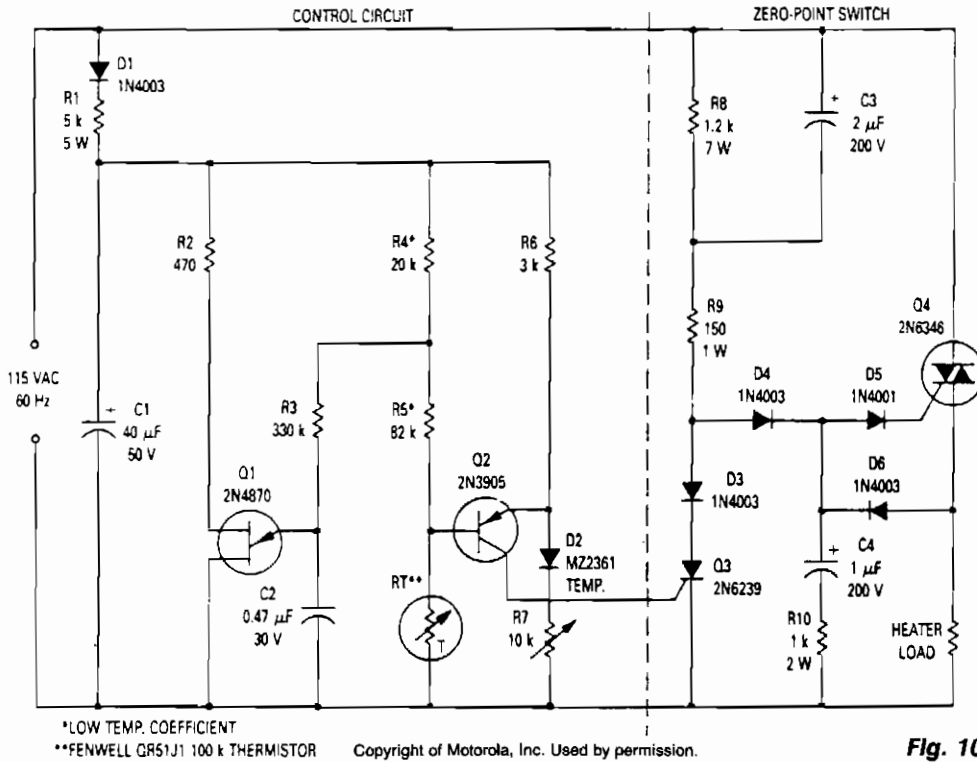 CONTROL CIRCUIT
ZERO-POINT SWITCH
D1
1N4003
R1
5 k
5 W
R2
470
R4*
20 k
R6
3 k
R8
1.2 k
7 W
+ C3
2 µF
200 V
115 VAC
60 Hz
+ C1
40 µF
50 V
R3
330 k
R5*
82 k
R9
150
1 W
Q4
2N6346
D4
1N4003
D5
1N4001
Q1
2N4870
Q2
2N3905
D3
1N4003
D6
1N4003
D2
MZ2361
TEMP.
Q3
2N6239
+ C4
1 µF
200 V
C2
0.47 µF
30 V
RT**
T
R7
10 k
R10
1 k
2 W
HEATER
LOAD
*LOW TEMP. COEFFICIENT
**FENWELL GR51J1 100 k THERMISTOR
Copyright of Motorola, Inc. Used by permission.
Fig. 10